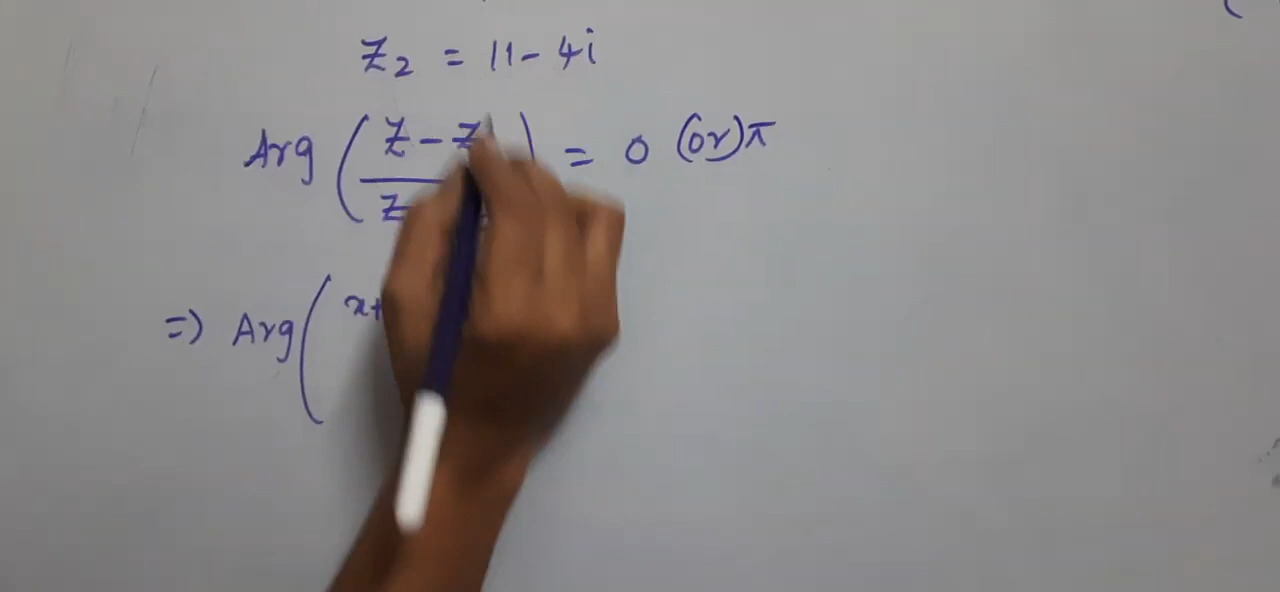 z₂ = 11 - 4i
Arg ( z - z
z
) = 0 (or) π
=> Arg ( x+